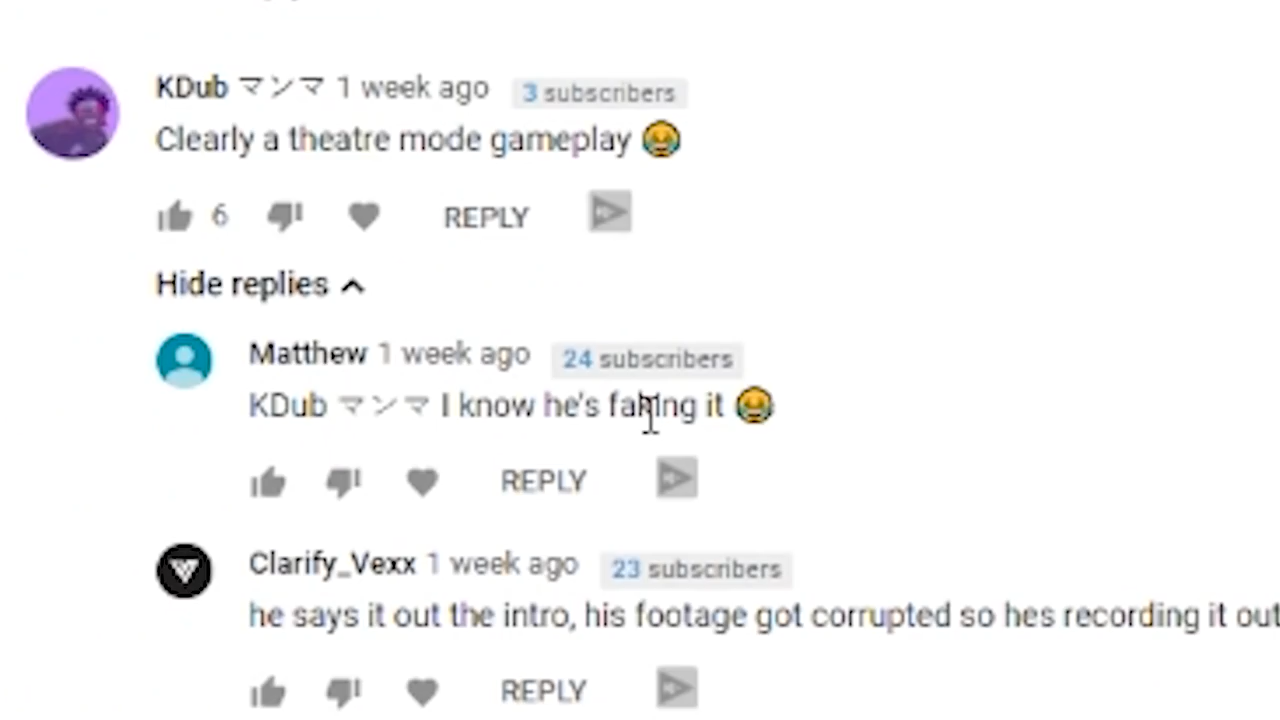 KDub マンマ 1 week ago 3 subscribers
Clearly a theatre mode gameplay 😂
6 REPLY
Hide replies
Matthew 1 week ago 24 subscribers
KDub マンマ I know he's faking it 😂
REPLY
Clarify_Vexx 1 week ago 23 subscribers
he says it out the intro, his footage got corrupted so hes recording it out
REPLY